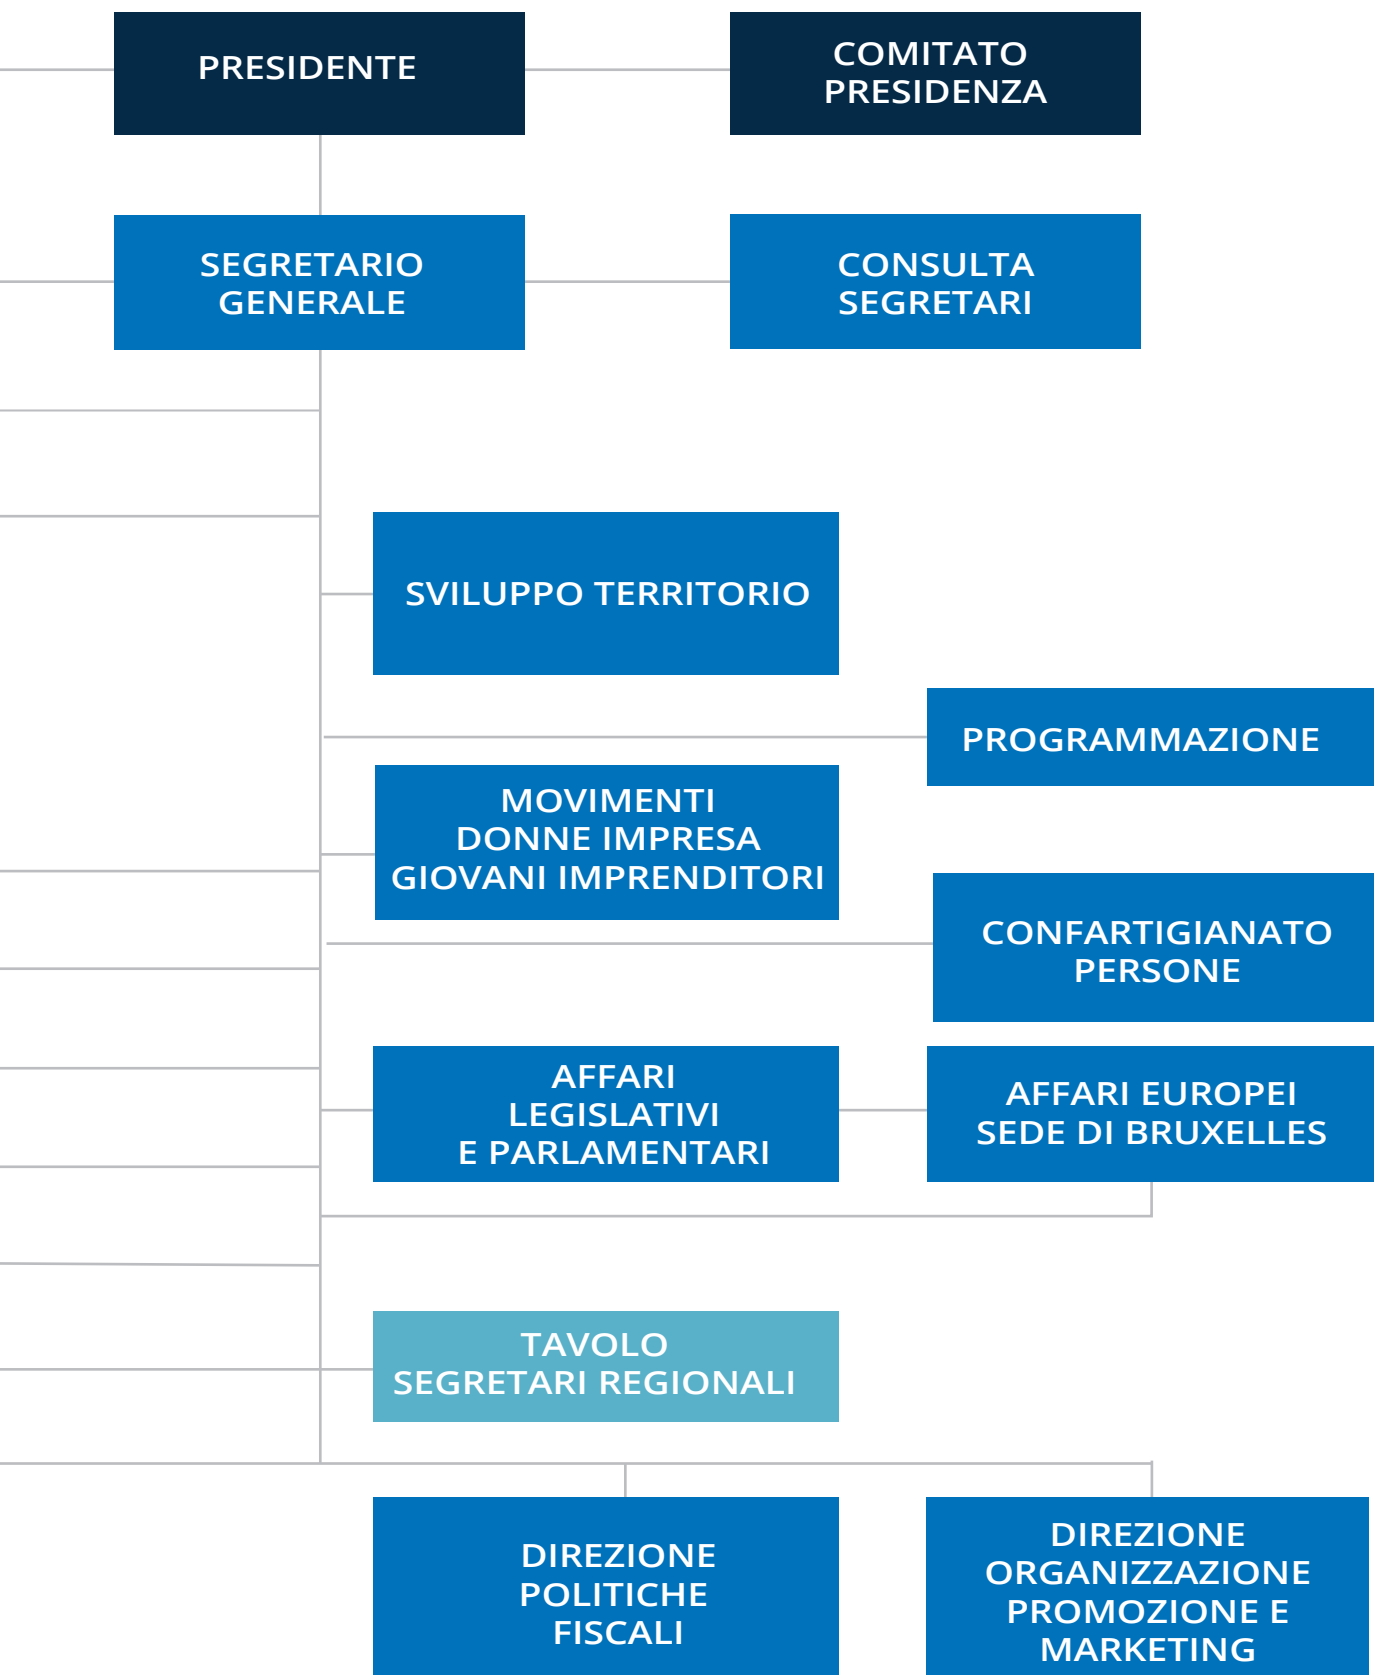 PRESIDENTE
COMITATO
PRESIDENZA
SEGRETARIO
GENERALE
CONSULTA
SEGRETARI
SVILUPPO TERRITORIO
PROGRAMMAZIONE
MOVIMENTI
DONNE IMPRESA
GIOVANI IMPRENDITORI
CONFARTIGIANATO
PERSONE
AFFARI
LEGISLATIVI
E PARLAMENTARI
AFFARI EUROPEI
SEDE DI BRUXELLES
TAVOLO
SEGRETARI REGIONALI
DIREZIONE
POLITICHE
FISCALI
DIREZIONE
ORGANIZZAZIONE
PROMOZIONE E
MARKETING